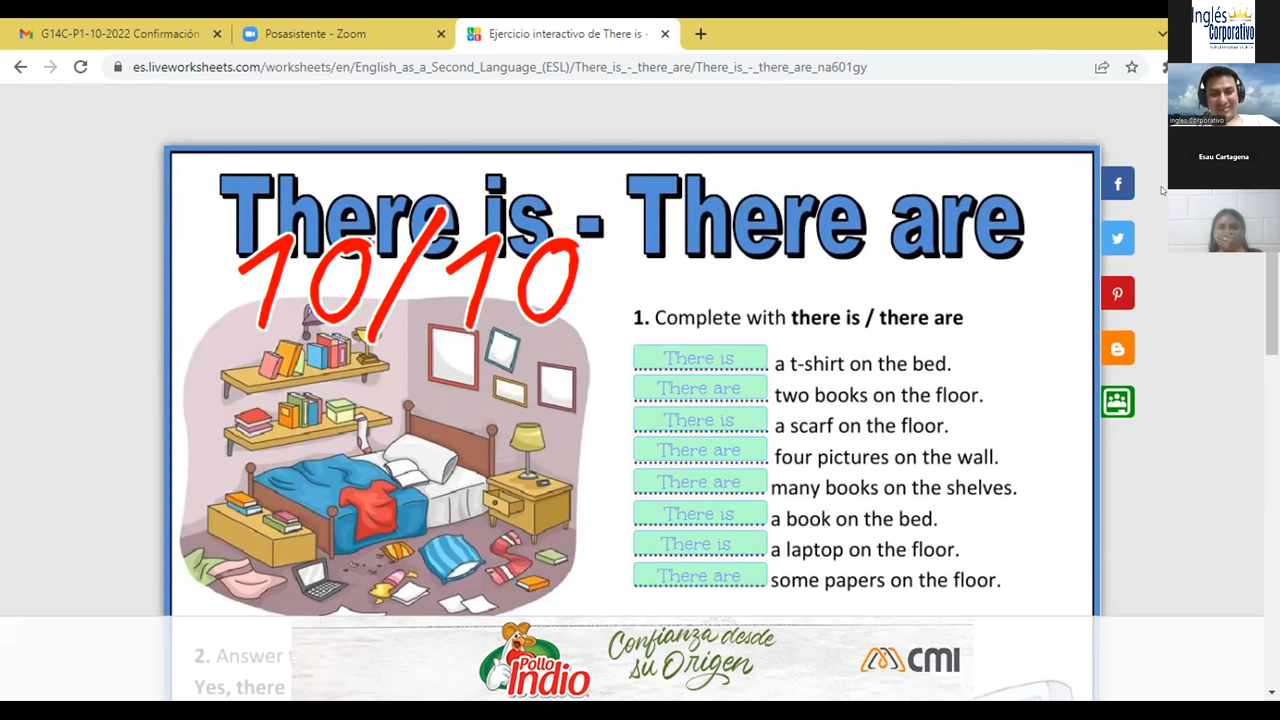 G14C-P1-10-2022 Confirmación
Posasistente - Zoom
Ejercicio interactivo de There is -
es.liveworksheets.com/worksheets/en/English_as_a_Second_Language_(ESL)/There_is_-_there_are/There_is_-_there_are_na601gy
Inglés
Corporativo
Inglés Corporativo
Esau Cartagena
There is - There are
10/10
1. Complete with there is / there are
There is a t-shirt on the bed.
There are two books on the floor.
There is a scarf on the floor.
There are four pictures on the wall.
There are many books on the shelves.
There is a book on the bed.
There is a laptop on the floor.
There are some papers on the floor.
2. Answer
Yes, there
Pollo
Indio
Confianza desde
su Origen
CMI